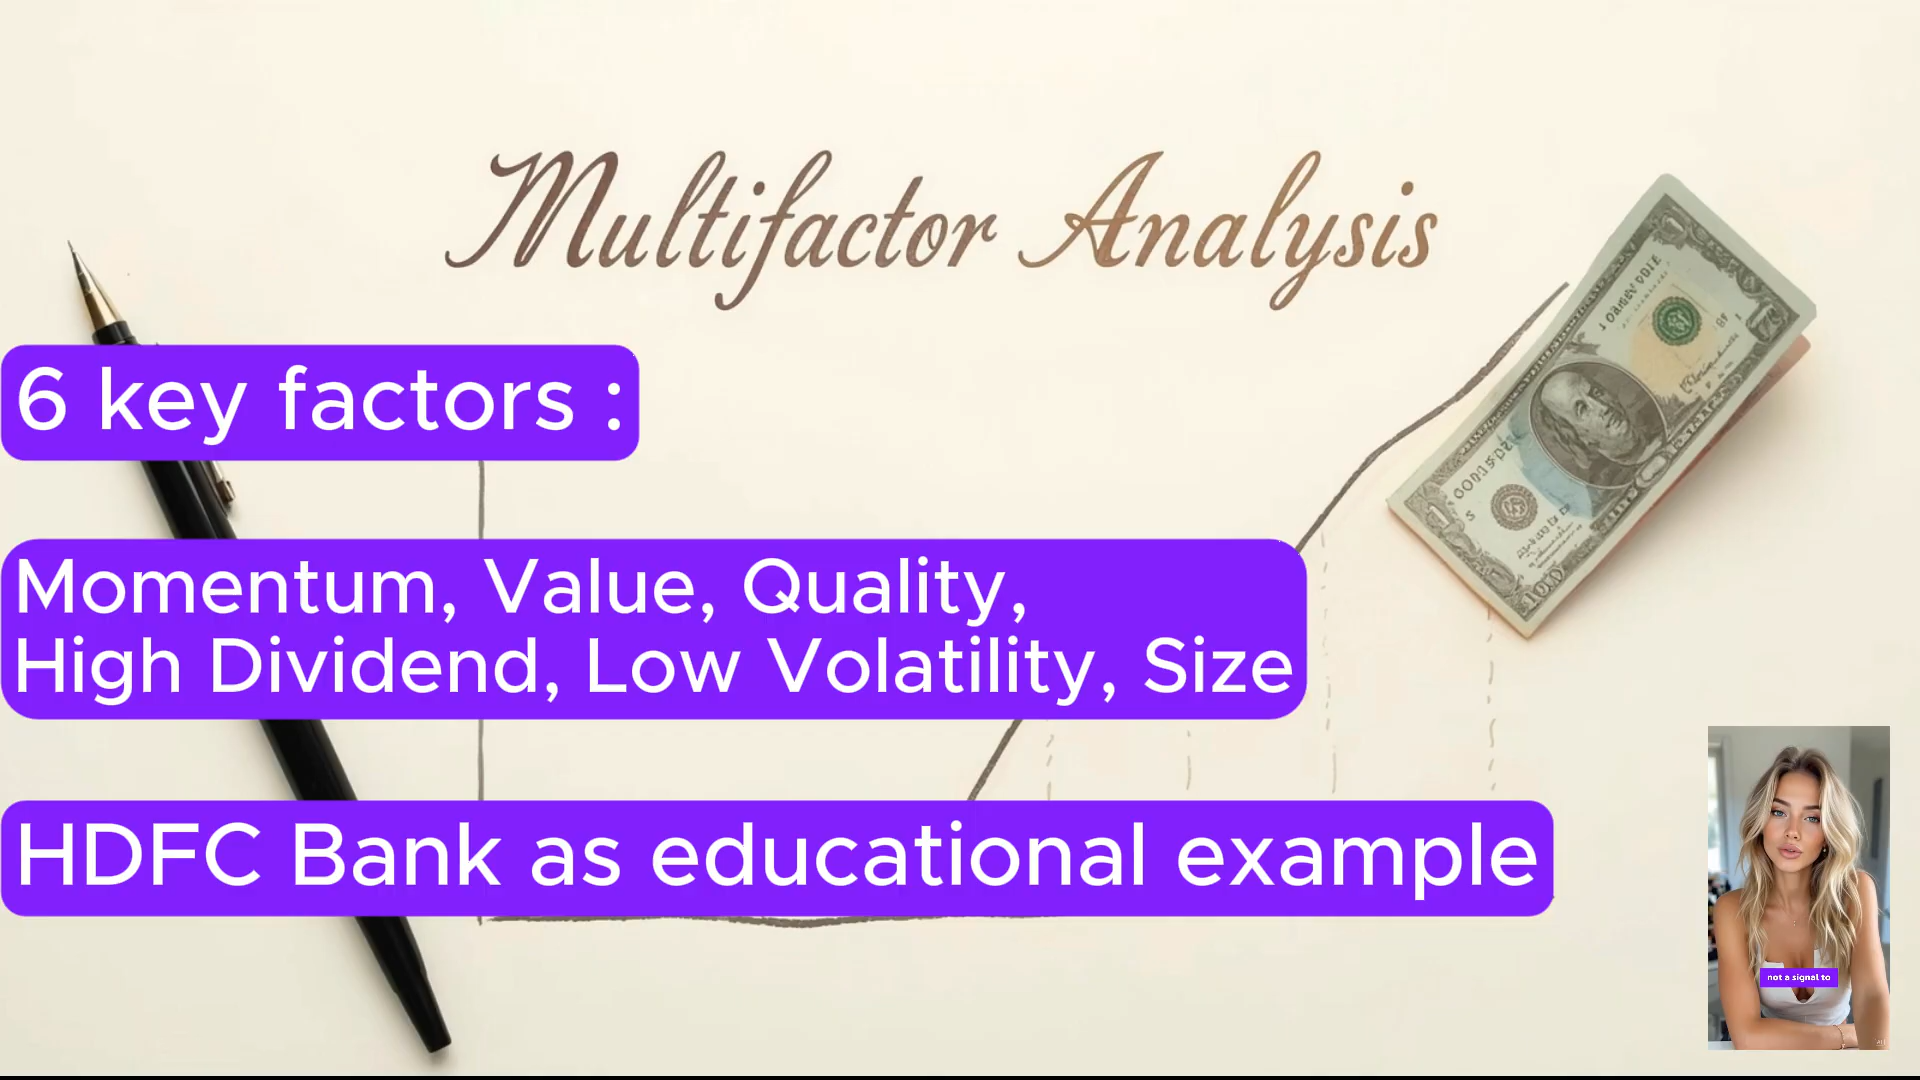 Multifactor Analysis
6 key factors :
Momentum, Value, Quality,
High Dividend, Low Volatility, Size
HDFC Bank as educational example
not a signal to